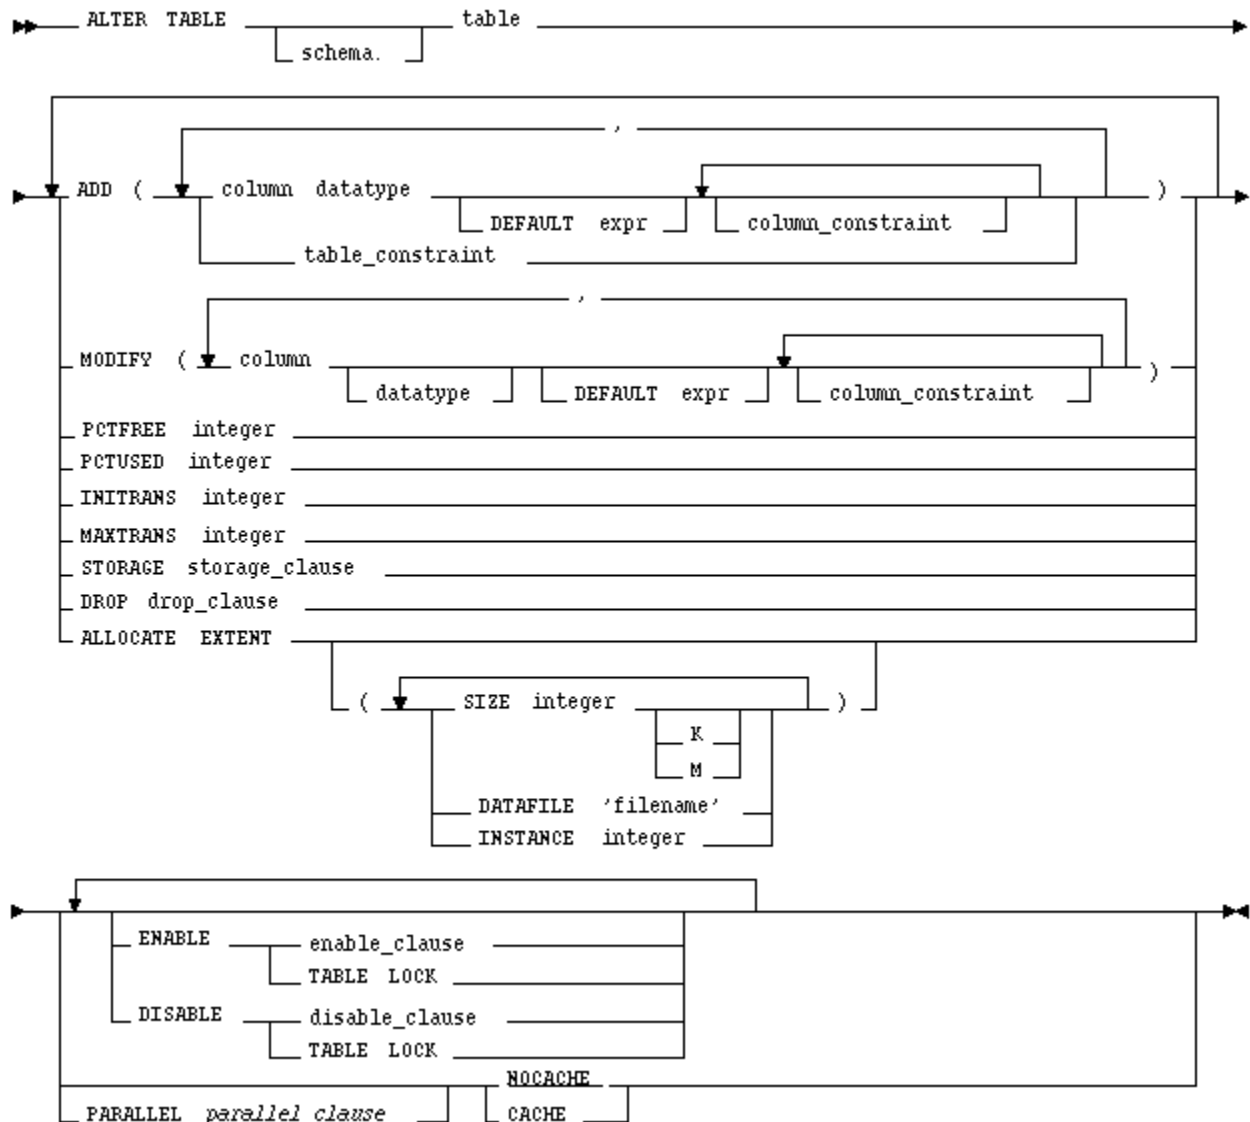 ALTER TABLE table
schema.
,
ADD ( column datatype )
DEFAULT expr column_constraint
table_constraint
,
MODIFY ( column )
datatype DEFAULT expr column_constraint
PCTFREE integer
PCTUSED integer
INITRANS integer
MAXTRANS integer
STORAGE storage_clause
DROP drop_clause
ALLOCATE EXTENT
( SIZE integer )
K
M
DATAFILE 'filename'
INSTANCE integer
ENABLE enable_clause
TABLE LOCK
DISABLE disable_clause
TABLE LOCK
NOCACHE
PARALLEL parallel clause CACHE